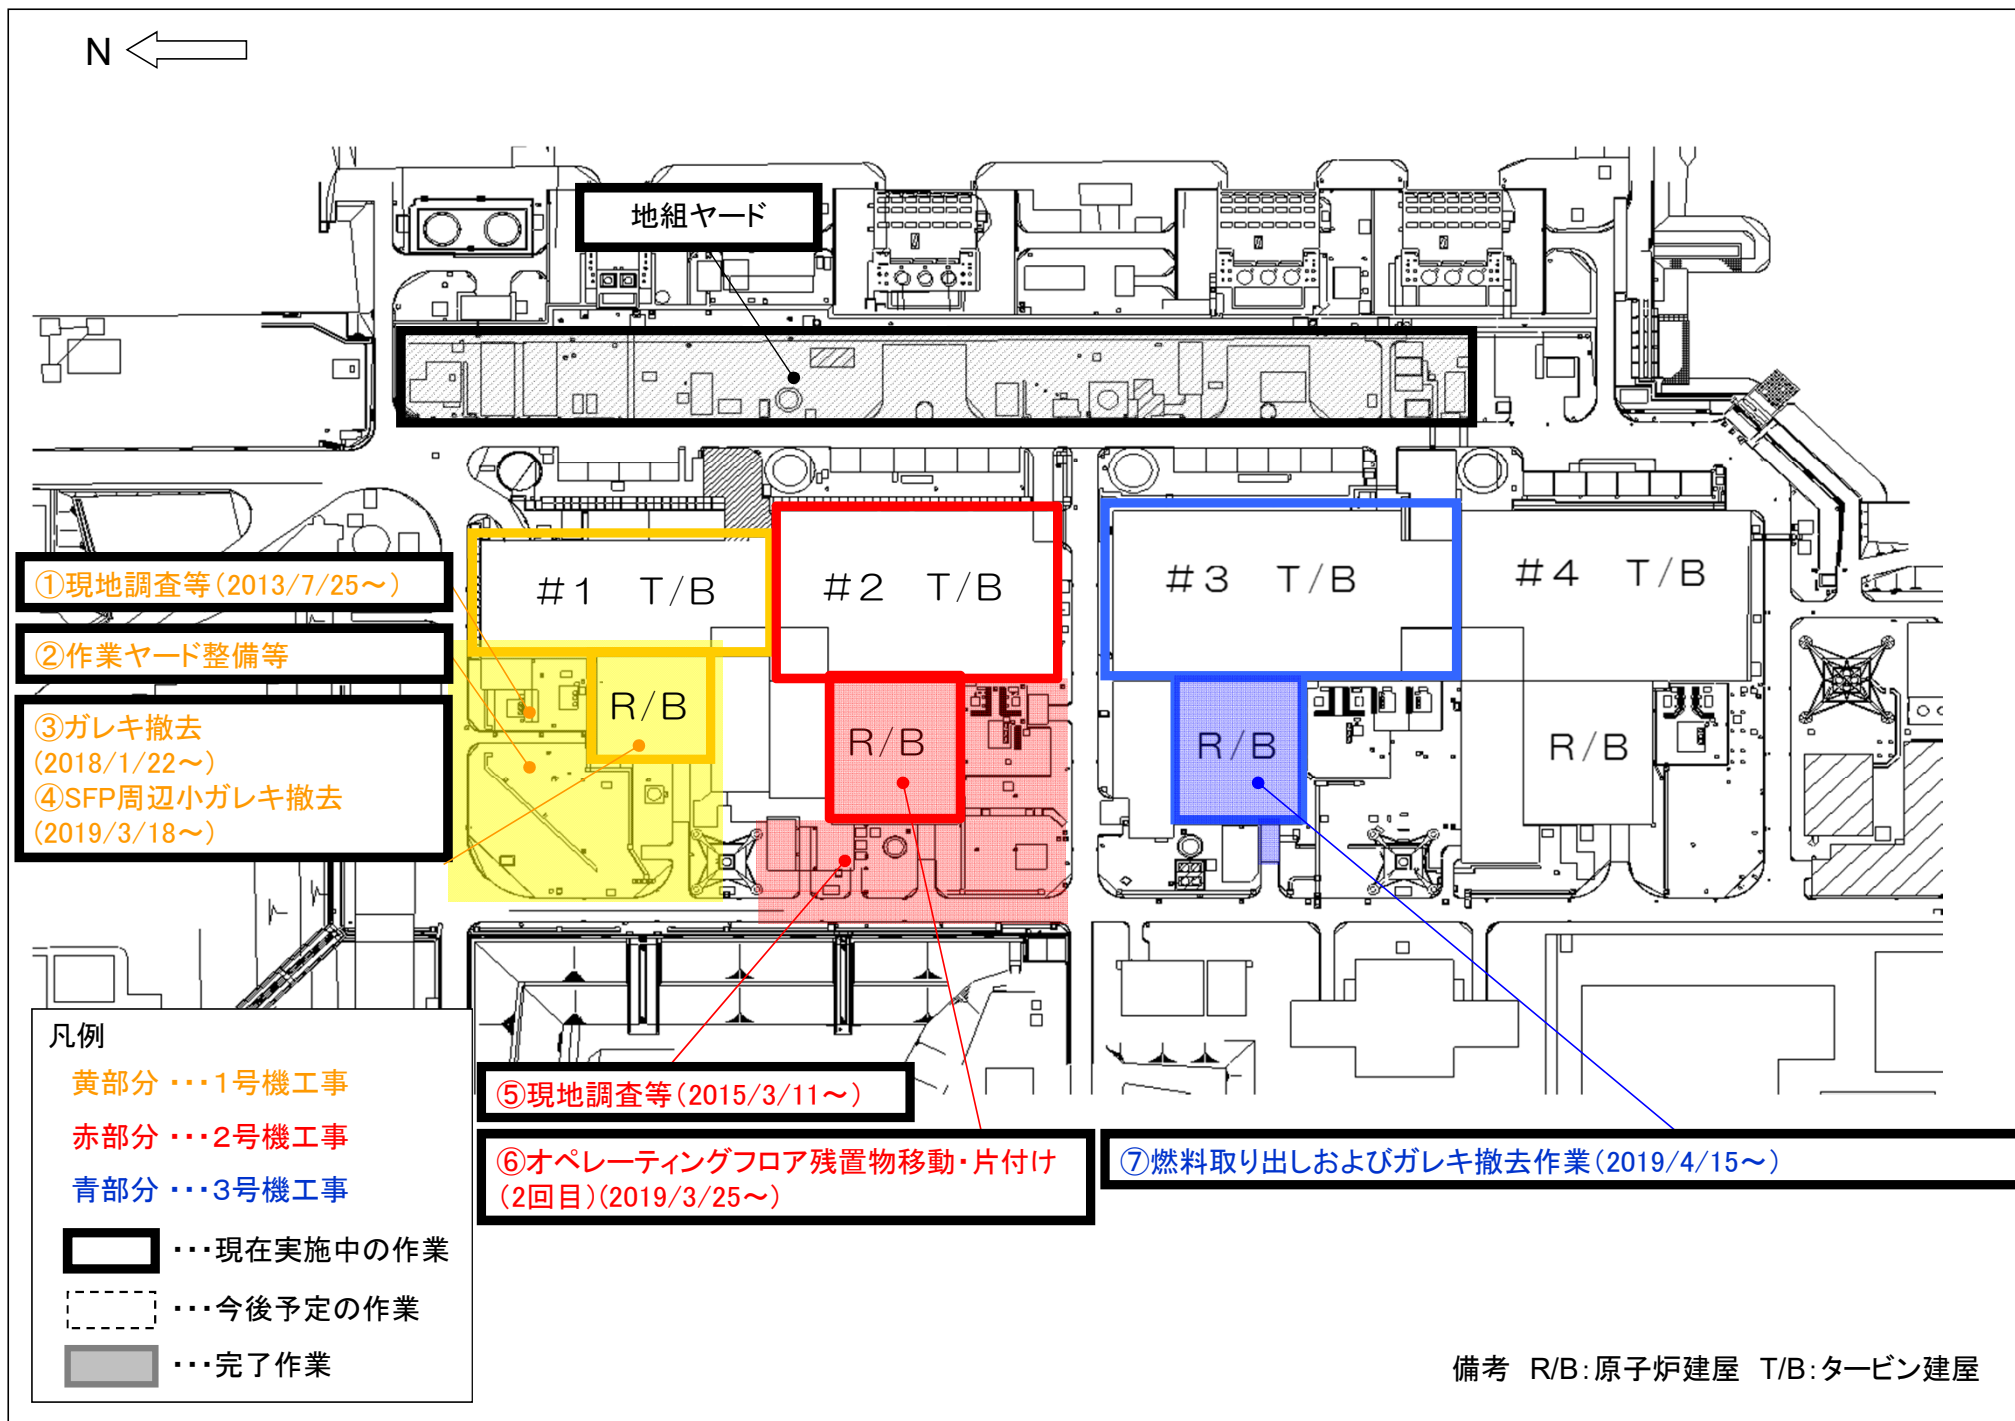 N
地組ヤード
#1 T/B
#2 T/B
#3 T/B
#4 T/B
①現地調査等(2013/7/25～)
②作業ヤード整備等
③ガレキ撤去
(2018/1/22～)
④SFP周辺小ガレキ撤去
(2019/3/18～)
R/B
R/B
R/B
R/B
⑤現地調査等(2015/3/11～)
⑥オペレーティングフロア残置物移動・片付け
(2回目)(2019/3/25～)
⑦燃料取り出しおよびガレキ撤去作業(2019/4/15～)
凡例
黄部分 ・・・1号機工事
赤部分 ・・・2号機工事
青部分 ・・・3号機工事
・・・現在実施中の作業
・・・今後予定の作業
・・・完了作業
備考 R/B:原子炉建屋 T/B:タービン建屋